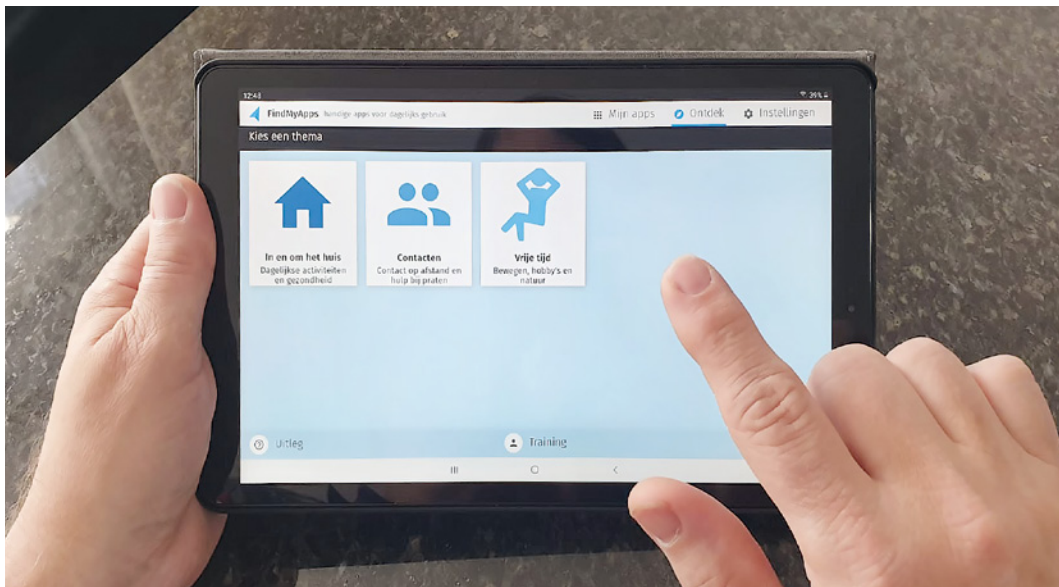 12:48
39%
FindMyApps handige apps voor dagelijks gebruik
Mijn apps
Ontdek
Instellingen
Kies een thema
In en om het huis
Dagelijkse activiteiten
en gezondheid
Contacten
Contact op afstand en
hulp bij praten
Vrije tijd
Bewegen, hobby's en
natuur
Uitleg
Training